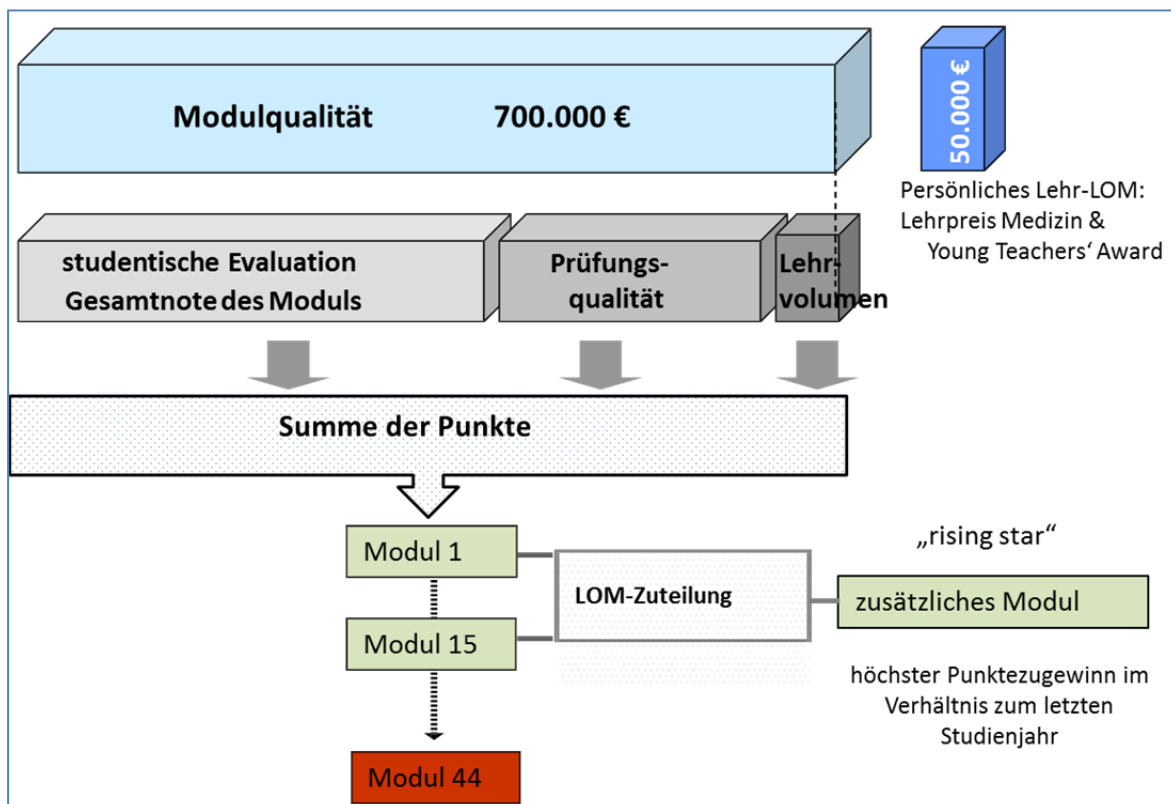 Modulqualität 700.000 €
50.000 €
Persönliches Lehr-LOM:
Lehrpreis Medizin &
Young Teachers‘ Award
studentische Evaluation
Gesamtnote des Moduls
Prüfungs-
qualität
Lehr-
volumen
Summe der Punkte
Modul 1
Modul 15
Modul 44
LOM-Zuteilung
„rising star“
zusätzliches Modul
höchster Punktezugewinn im
Verhältnis zum letzten
Studienjahr